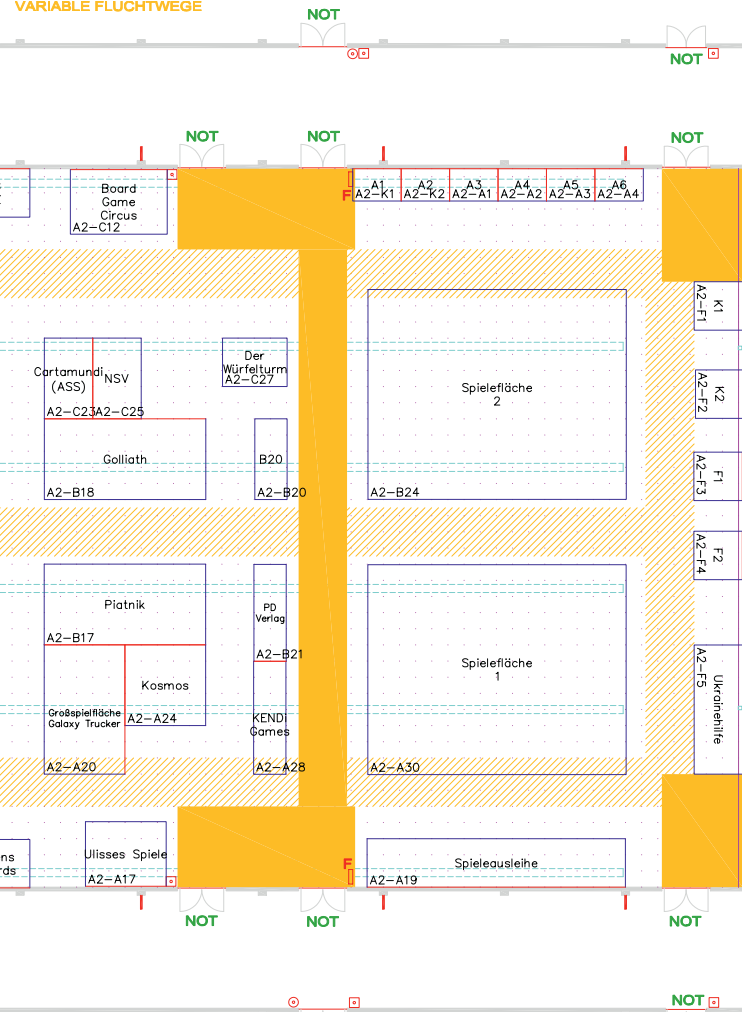 VARIABLE FLUCHTWEGE
NOT
NOT
NOT
NOT
NOT
Board
Game
Circus
A2-C12
F
A1
A2-K1
A2
A2-K2
A3
A2-A1
A4
A2-A2
A5
A2-A3
A6
A2-A4
K1
A2-F1
Cartamundi
(ASS)
A2-C23
NSV
A2-C25
Der
Würfelturm
A2-C27
Spielefläche
2
A2-B24
K2
A2-F2
Golliath
A2-B18
B20
A2-B20
F1
A2-F3
F2
A2-F4
Piatnik
A2-B17
PD
Verlag
A2-B21
Spielefläche
1
A2-A30
Kosmos
A2-A24
Großspielfläche
Galaxy Trucker
A2-A20
KENDi
Games
A2-A28
Ukrainehilfe
A2-F5
ns
rds
Ulisses Spiele
A2-A17
F
Spieleausleihe
A2-A19
NOT
NOT
NOT
NOT